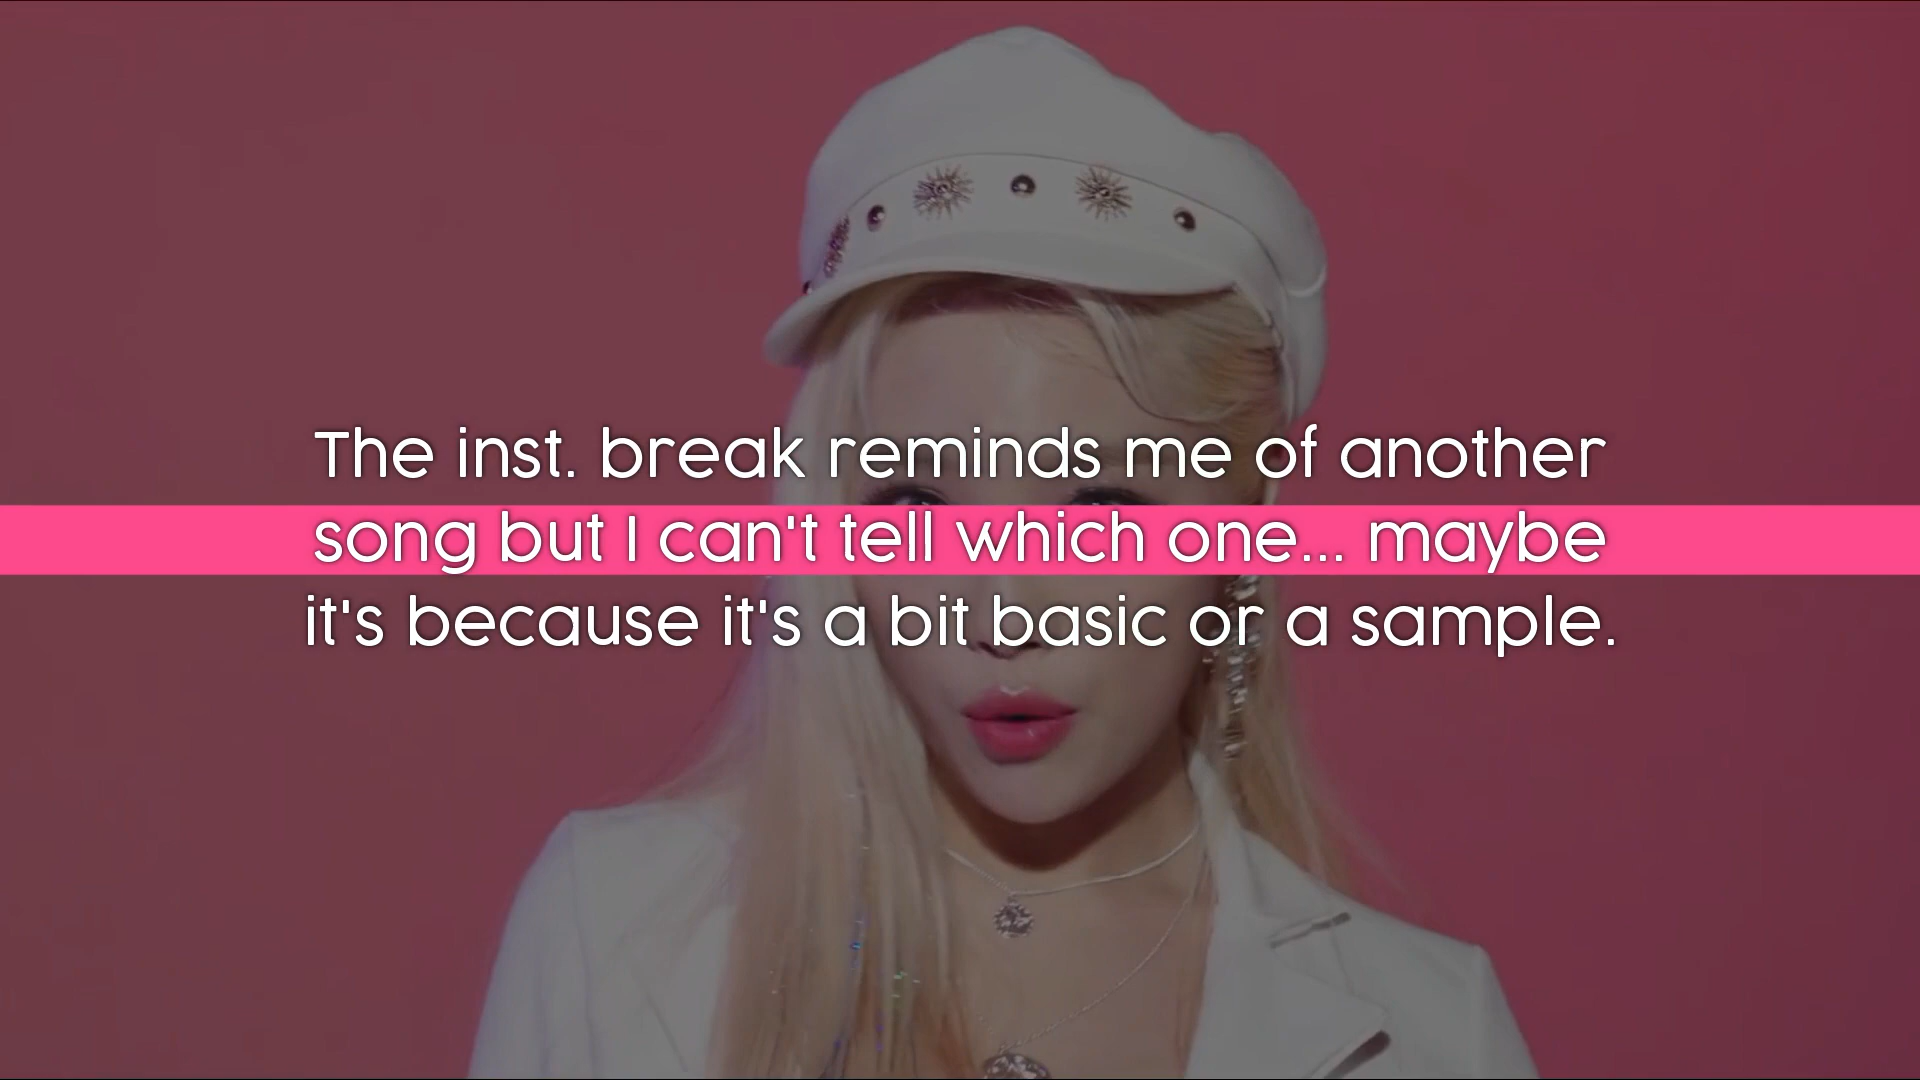 The inst. break reminds me of another
song but I can't tell which one... maybe
it's because it's a bit basic or a sample.